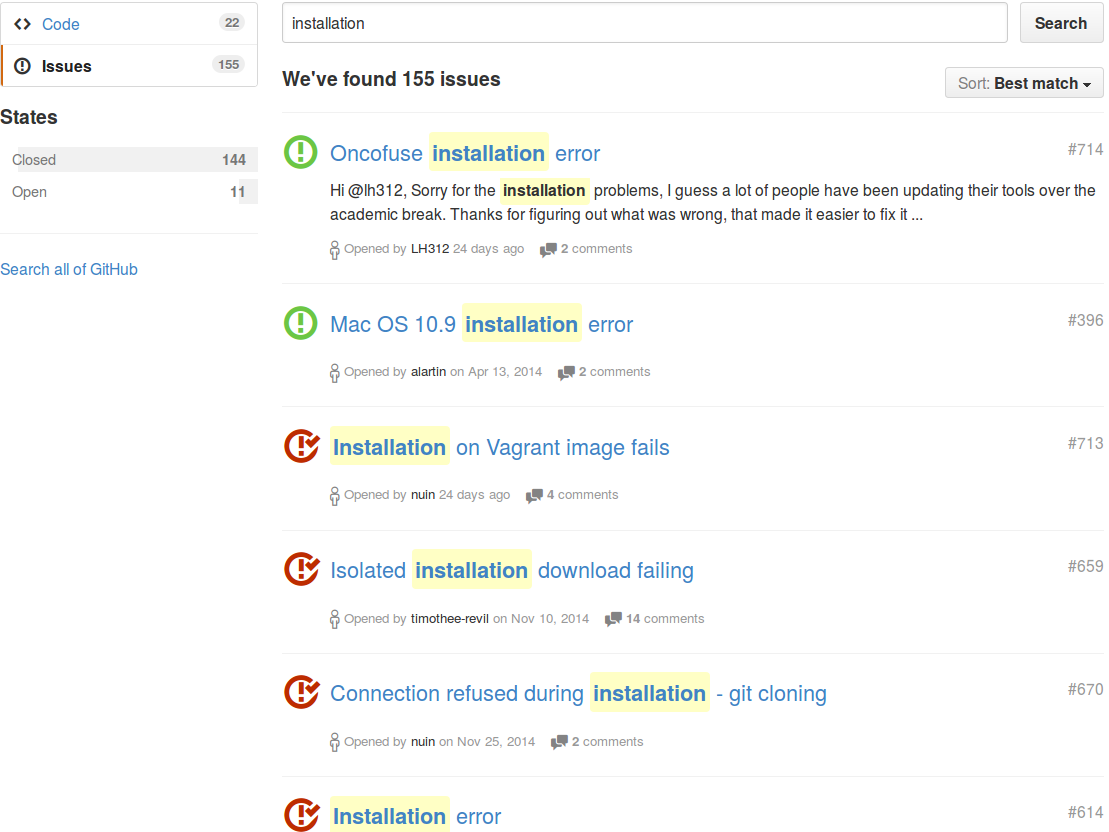 Code 22
Issues 155
States
Closed 144
Open 11
Search all of GitHub
installation Search
We've found 155 issues Sort: Best match
Oncofuse installation error #714
Hi @lh312, Sorry for the installation problems, I guess a lot of people have been updating their tools over the
academic break. Thanks for figuring out what was wrong, that made it easier to fix it ...
Opened by LH312 24 days ago 2 comments
Mac OS 10.9 installation error #396
Opened by alartin on Apr 13, 2014 2 comments
Installation on Vagrant image fails #713
Opened by nuin 24 days ago 4 comments
Isolated installation download failing #659
Opened by timothee-revil on Nov 10, 2014 14 comments
Connection refused during installation - git cloning #670
Opened by nuin on Nov 25, 2014 2 comments
Installation error #614